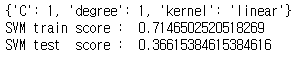 {'C': 1, 'degree': 1, 'kernel': 'linear'}
SVM train score :  0.7146502520518269
SVM test  score :  0.36615384615384616